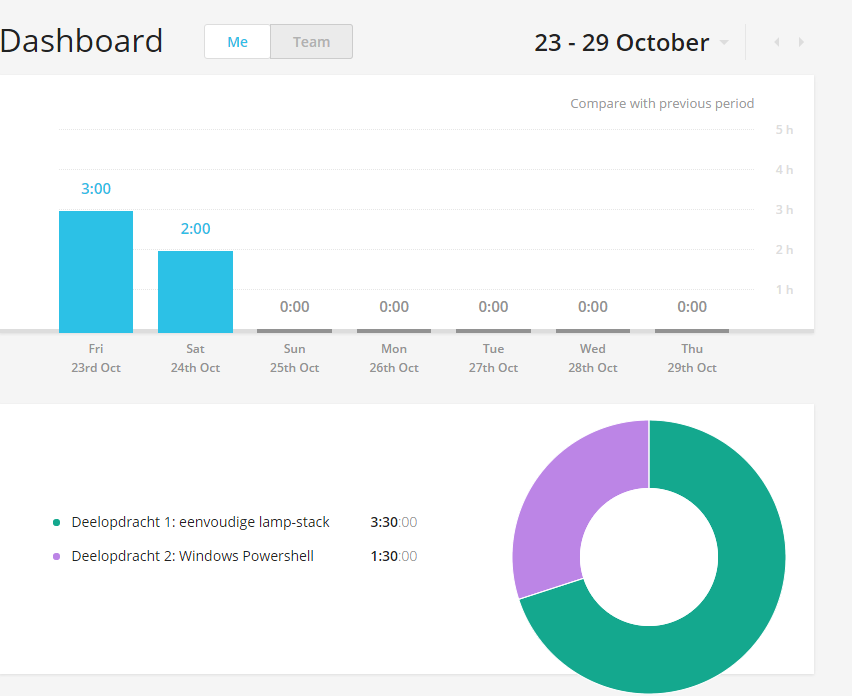 Dashboard Me Team 23 - 29 October
Compare with previous period
5 h
4 h
3:00
3 h
2:00
2 h
1 h
0:00 0:00 0:00 0:00 0:00
Fri Sat Sun Mon Tue Wed Thu
23rd Oct 24th Oct 25th Oct 26th Oct 27th Oct 28th Oct 29th Oct
Deelopdracht 1: eenvoudige lamp-stack 3:30:00
Deelopdracht 2: Windows Powershell 1:30:00